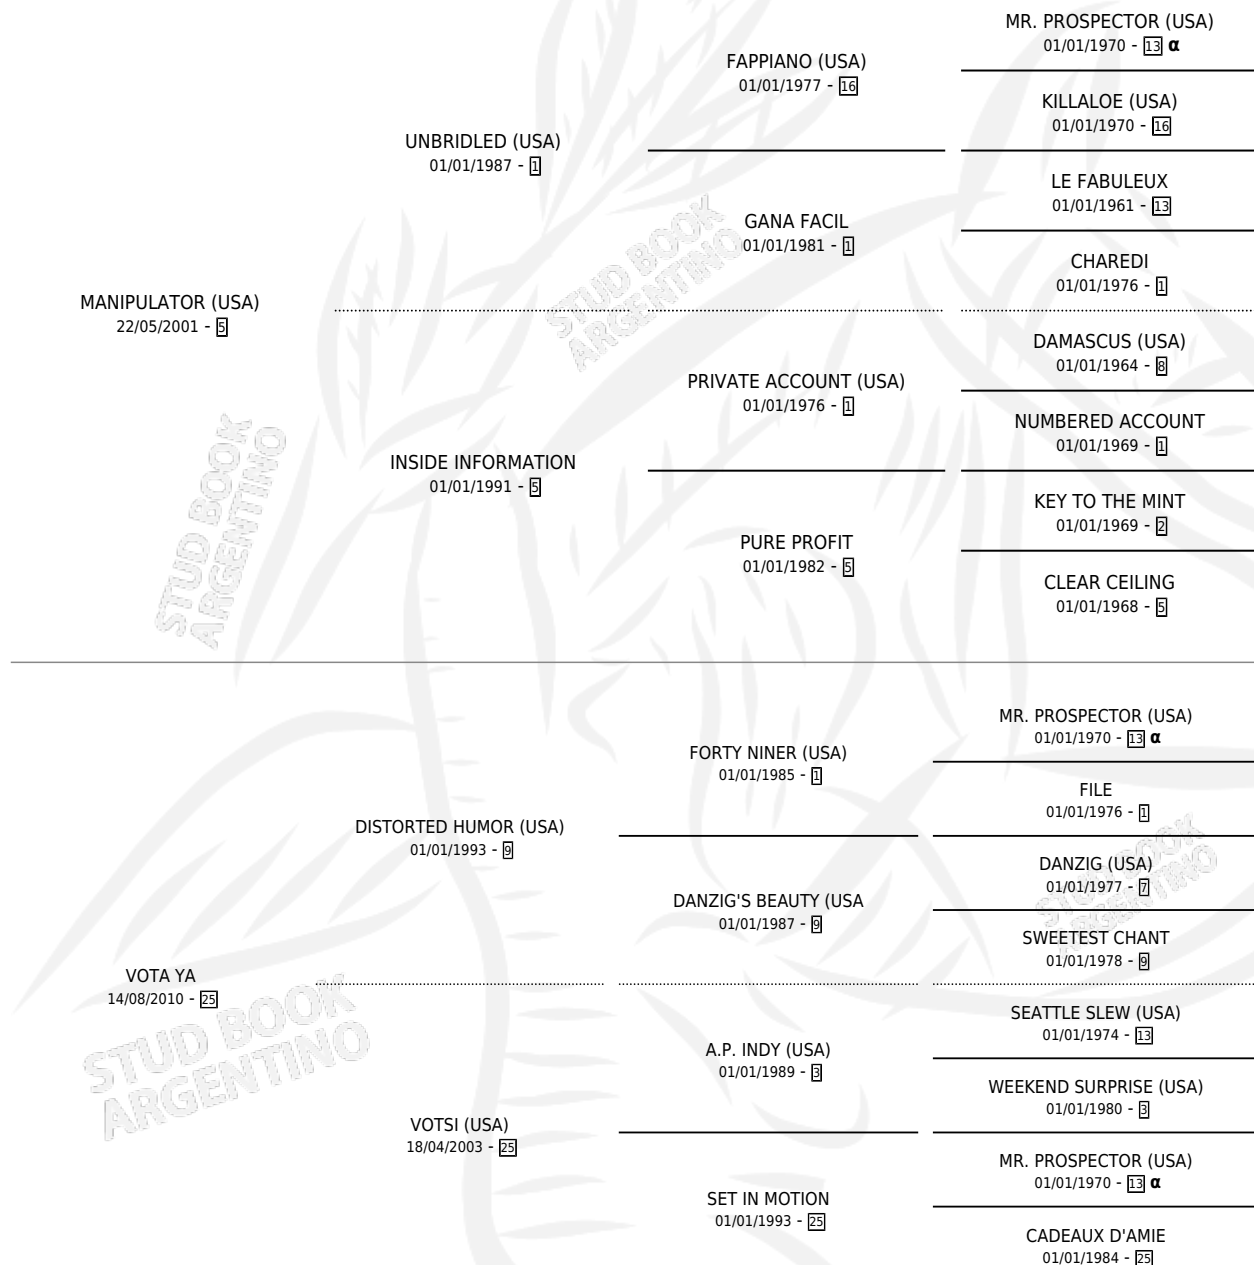 MR. PROSPECTOR (USA)
01/01/1970 - 13 α
FAPPIANO (USA)
01/01/1977 - 16
KILLALOE (USA)
01/01/1970 - 16
UNBRIDLED (USA)
01/01/1987 - 1
LE FABULEUX
01/01/1961 - 13
GANA FACIL
01/01/1981 - 1
CHAREDI
01/01/1976 - 1
MANIPULATOR (USA)
22/05/2001 - 5
DAMASCUS (USA)
01/01/1964 - 8
PRIVATE ACCOUNT (USA)
01/01/1976 - 1
NUMBERED ACCOUNT
01/01/1969 - 1
INSIDE INFORMATION
01/01/1991 - 5
KEY TO THE MINT
01/01/1969 - 2
PURE PROFIT
01/01/1982 - 5
CLEAR CEILING
01/01/1968 - 5
MR. PROSPECTOR (USA)
01/01/1970 - 13 α
FORTY NINER (USA)
01/01/1985 - 1
FILE
01/01/1976 - 1
DISTORTED HUMOR (USA)
01/01/1993 - 9
DANZIG (USA)
01/01/1977 - 7
DANZIG'S BEAUTY (USA
01/01/1987 - 9
SWEETEST CHANT
01/01/1978 - 9
VOTA YA
14/08/2010 - 25
SEATTLE SLEW (USA)
01/01/1974 - 13
A.P. INDY (USA)
01/01/1989 - 3
WEEKEND SURPRISE (USA)
01/01/1980 - 3
VOTSI (USA)
18/04/2003 - 25
MR. PROSPECTOR (USA)
01/01/1970 - 13 α
SET IN MOTION
01/01/1993 - 25
CADEAUX D'AMIE
01/01/1984 - 25
STUD BOOK
ARGENTINO
STUD BOOK
ARGENTINO
STUD BOOK
ARGENTINO
STUD BOOK
ARGENTINO